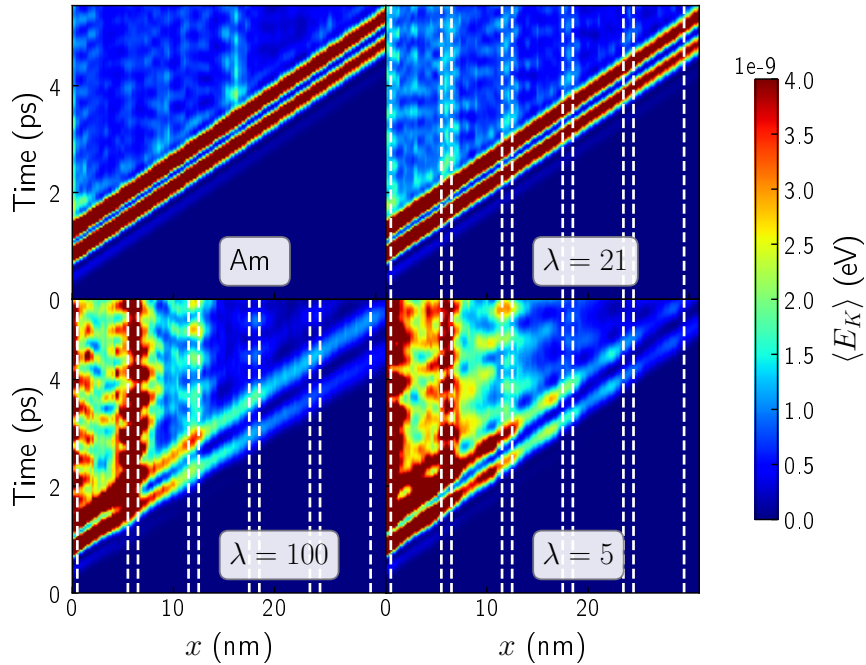 1e-9
4.0
3.5
3.0
2.5
2.0
1.5
1.0
0.5
0.0
⟨E_K⟩ (eV)
Time (ps)
4
2
0
Am
λ = 21
Time (ps)
4
2
0
λ = 100
λ = 5
0 10 20
0 10 20
x (nm)
x (nm)